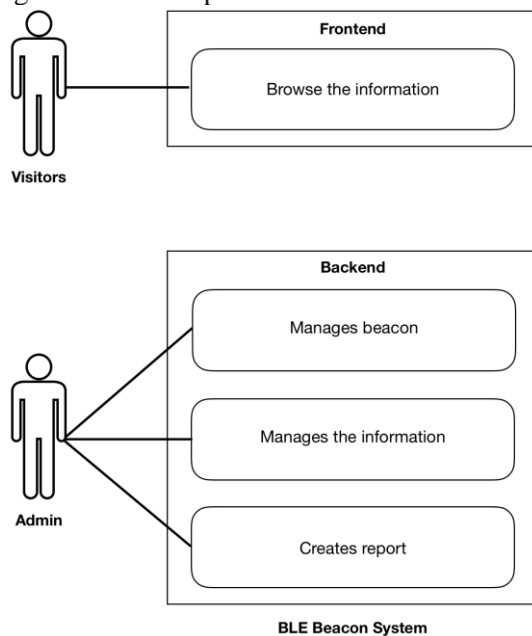 Frontend
Browse the information
Visitors
Backend
Manages beacon
Manages the information
Admin
Creates report
BLE Beacon System